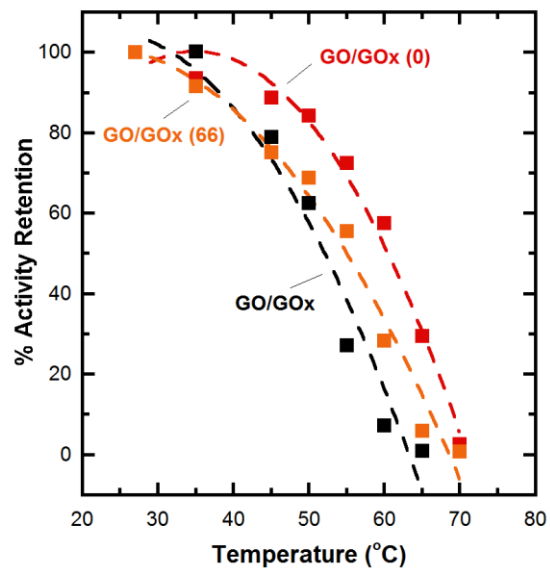 100
80
60
40
20
0
% Activity Retention
GO/GOx (0)
GO/GOx (66)
GO/GOx
20 30 40 50 60 70 80
Temperature (°C)